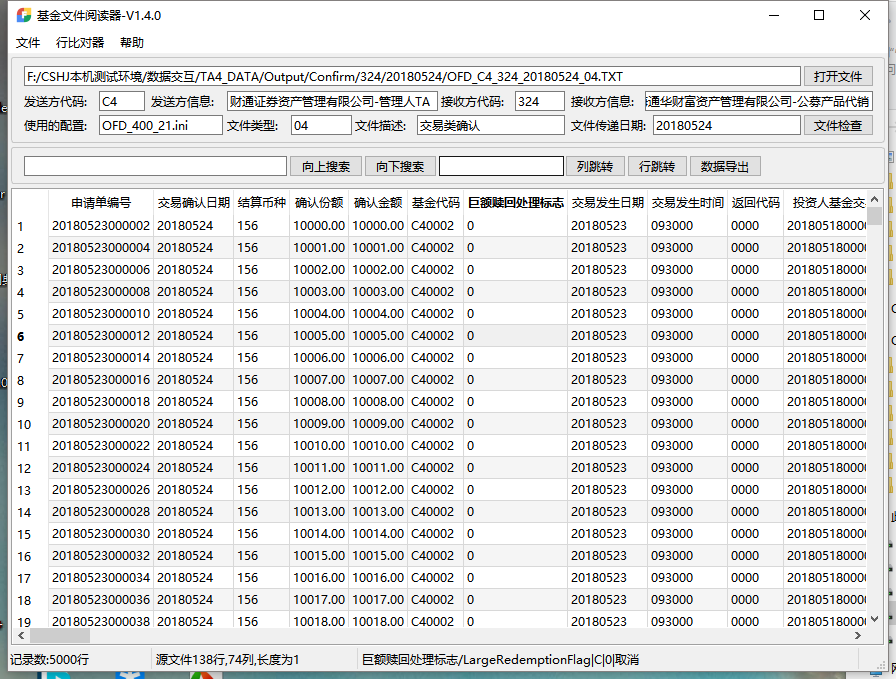 基金文件阅读器-V1.4.0
文件 行比对器 帮助
F:/CSHJ本机测试环境/数据交互/TA4_DATA/Output/Confirm/324/20180524/OFD_C4_324_20180524_04.TXT 打开文件
发送方代码: C4 发送方信息: 财通证券资产管理有限公司-管理人TA 接收方代码: 324 接收方信息: 通华财富资产管理有限公司-公募产品代销
使用的配置: OFD_400_21.ini 文件类型: 04 文件描述: 交易类确认 文件传递日期: 20180524 文件检查
向上搜索 向下搜索 列跳转 行跳转 数据导出
申请单编号 交易确认日期 结算币种 确认份额 确认金额 基金代码 巨额赎回处理标志 交易发生日期 交易发生时间 返回代码 投资人基金交
1 20180523000002 20180524 156 10000.00 10000.00 C40002 0 20180523 093000 0000 2018051800
2 20180523000004 20180524 156 10001.00 10001.00 C40002 0 20180523 093000 0000 2018051800
3 20180523000006 20180524 156 10002.00 10002.00 C40002 0 20180523 093000 0000 2018051800
4 20180523000008 20180524 156 10003.00 10003.00 C40002 0 20180523 093000 0000 2018051800
5 20180523000010 20180524 156 10004.00 10004.00 C40002 0 20180523 093000 0000 2018051800
6 20180523000012 20180524 156 10005.00 10005.00 C40002 0 20180523 093000 0000 2018051800
7 20180523000014 20180524 156 10006.00 10006.00 C40002 0 20180523 093000 0000 2018051800
8 20180523000016 20180524 156 10007.00 10007.00 C40002 0 20180523 093000 0000 2018051800
9 20180523000018 20180524 156 10008.00 10008.00 C40002 0 20180523 093000 0000 2018051800
10 20180523000020 20180524 156 10009.00 10009.00 C40002 0 20180523 093000 0000 2018051800
11 20180523000022 20180524 156 10010.00 10010.00 C40002 0 20180523 093000 0000 2018051800
12 20180523000024 20180524 156 10011.00 10011.00 C40002 0 20180523 093000 0000 2018051800
13 20180523000026 20180524 156 10012.00 10012.00 C40002 0 20180523 093000 0000 2018051800
14 20180523000028 20180524 156 10013.00 10013.00 C40002 0 20180523 093000 0000 2018051800
15 20180523000030 20180524 156 10014.00 10014.00 C40002 0 20180523 093000 0000 2018051800
16 20180523000032 20180524 156 10015.00 10015.00 C40002 0 20180523 093000 0000 2018051800
17 20180523000034 20180524 156 10016.00 10016.00 C40002 0 20180523 093000 0000 2018051800
18 20180523000036 20180524 156 10017.00 10017.00 C40002 0 20180523 093000 0000 2018051800
19 20180523000038 20180524 156 10018.00 10018.00 C40002 0 20180523 093000 0000 2018051800
记录数:5000行 源文件138行,74列,长度为1 巨额赎回处理标志/LargeRedemptionFlag|C|0|取消